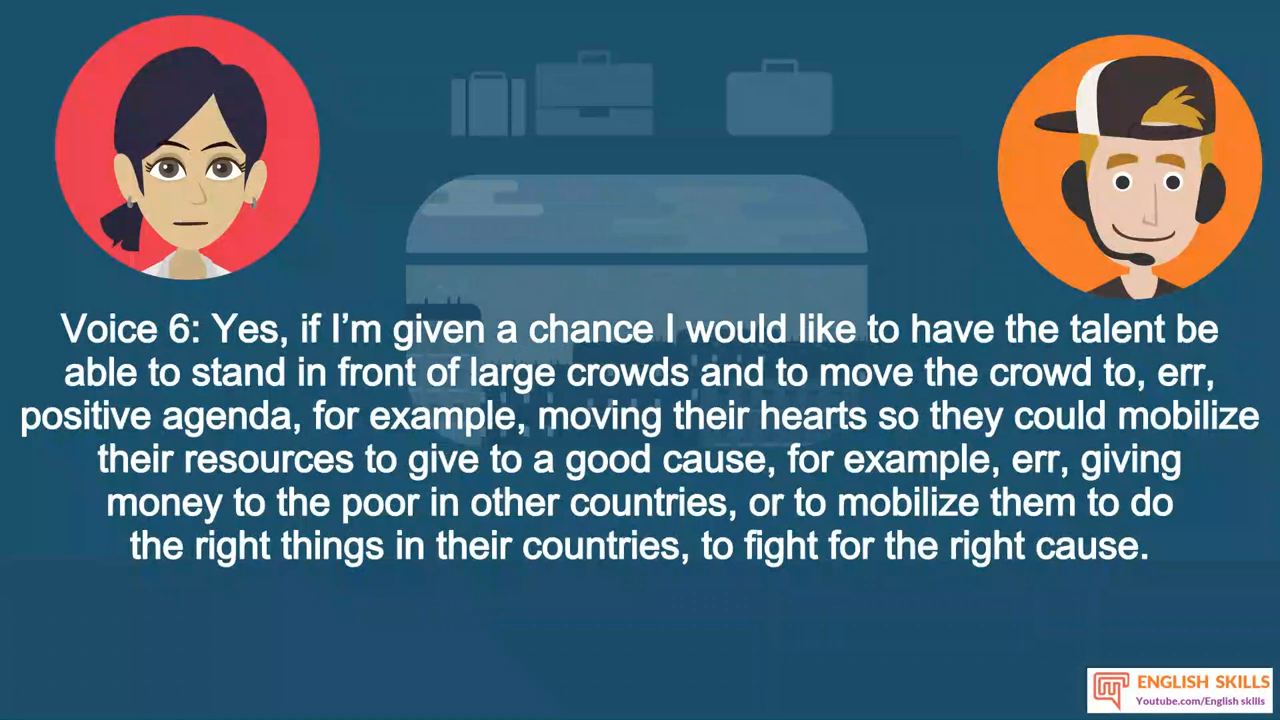 Voice 6: Yes, if I’m given a chance I would like to have the talent be
able to stand in front of large crowds and to move the crowd to, err,
positive agenda, for example, moving their hearts so they could mobilize
their resources to give to a good cause, for example, err, giving
money to the poor in other countries, or to mobilize them to do
the right things in their countries, to fight for the right cause.
ENGLISH SKILLS
Youtube.com/English skills